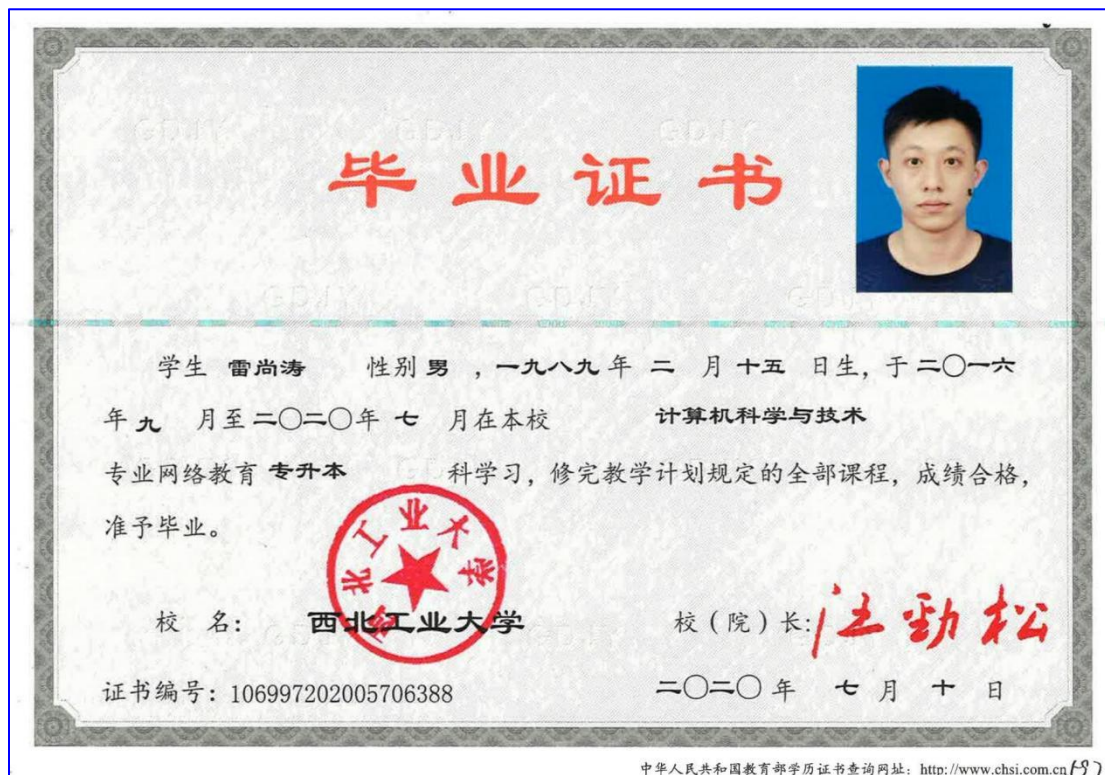 毕业证书
学生 雷尚涛 性别 男 ，一九八九 年 二 月 十五 日生，于 二〇一六
年 九 月至 二〇二〇 年 七 月在本校 计算机科学与技术
专业网络教育 专升本 科学习，修完教学计划规定的全部课程，成绩合格，
准予毕业。
西北工业大学
校 名： 西北工业大学 校（院）长：汪劲松
证书编号：106997202005706388 二〇二〇 年 七 月 十 日
中华人民共和国教育部学历证书查询网址：http://www.chsi.com.cn